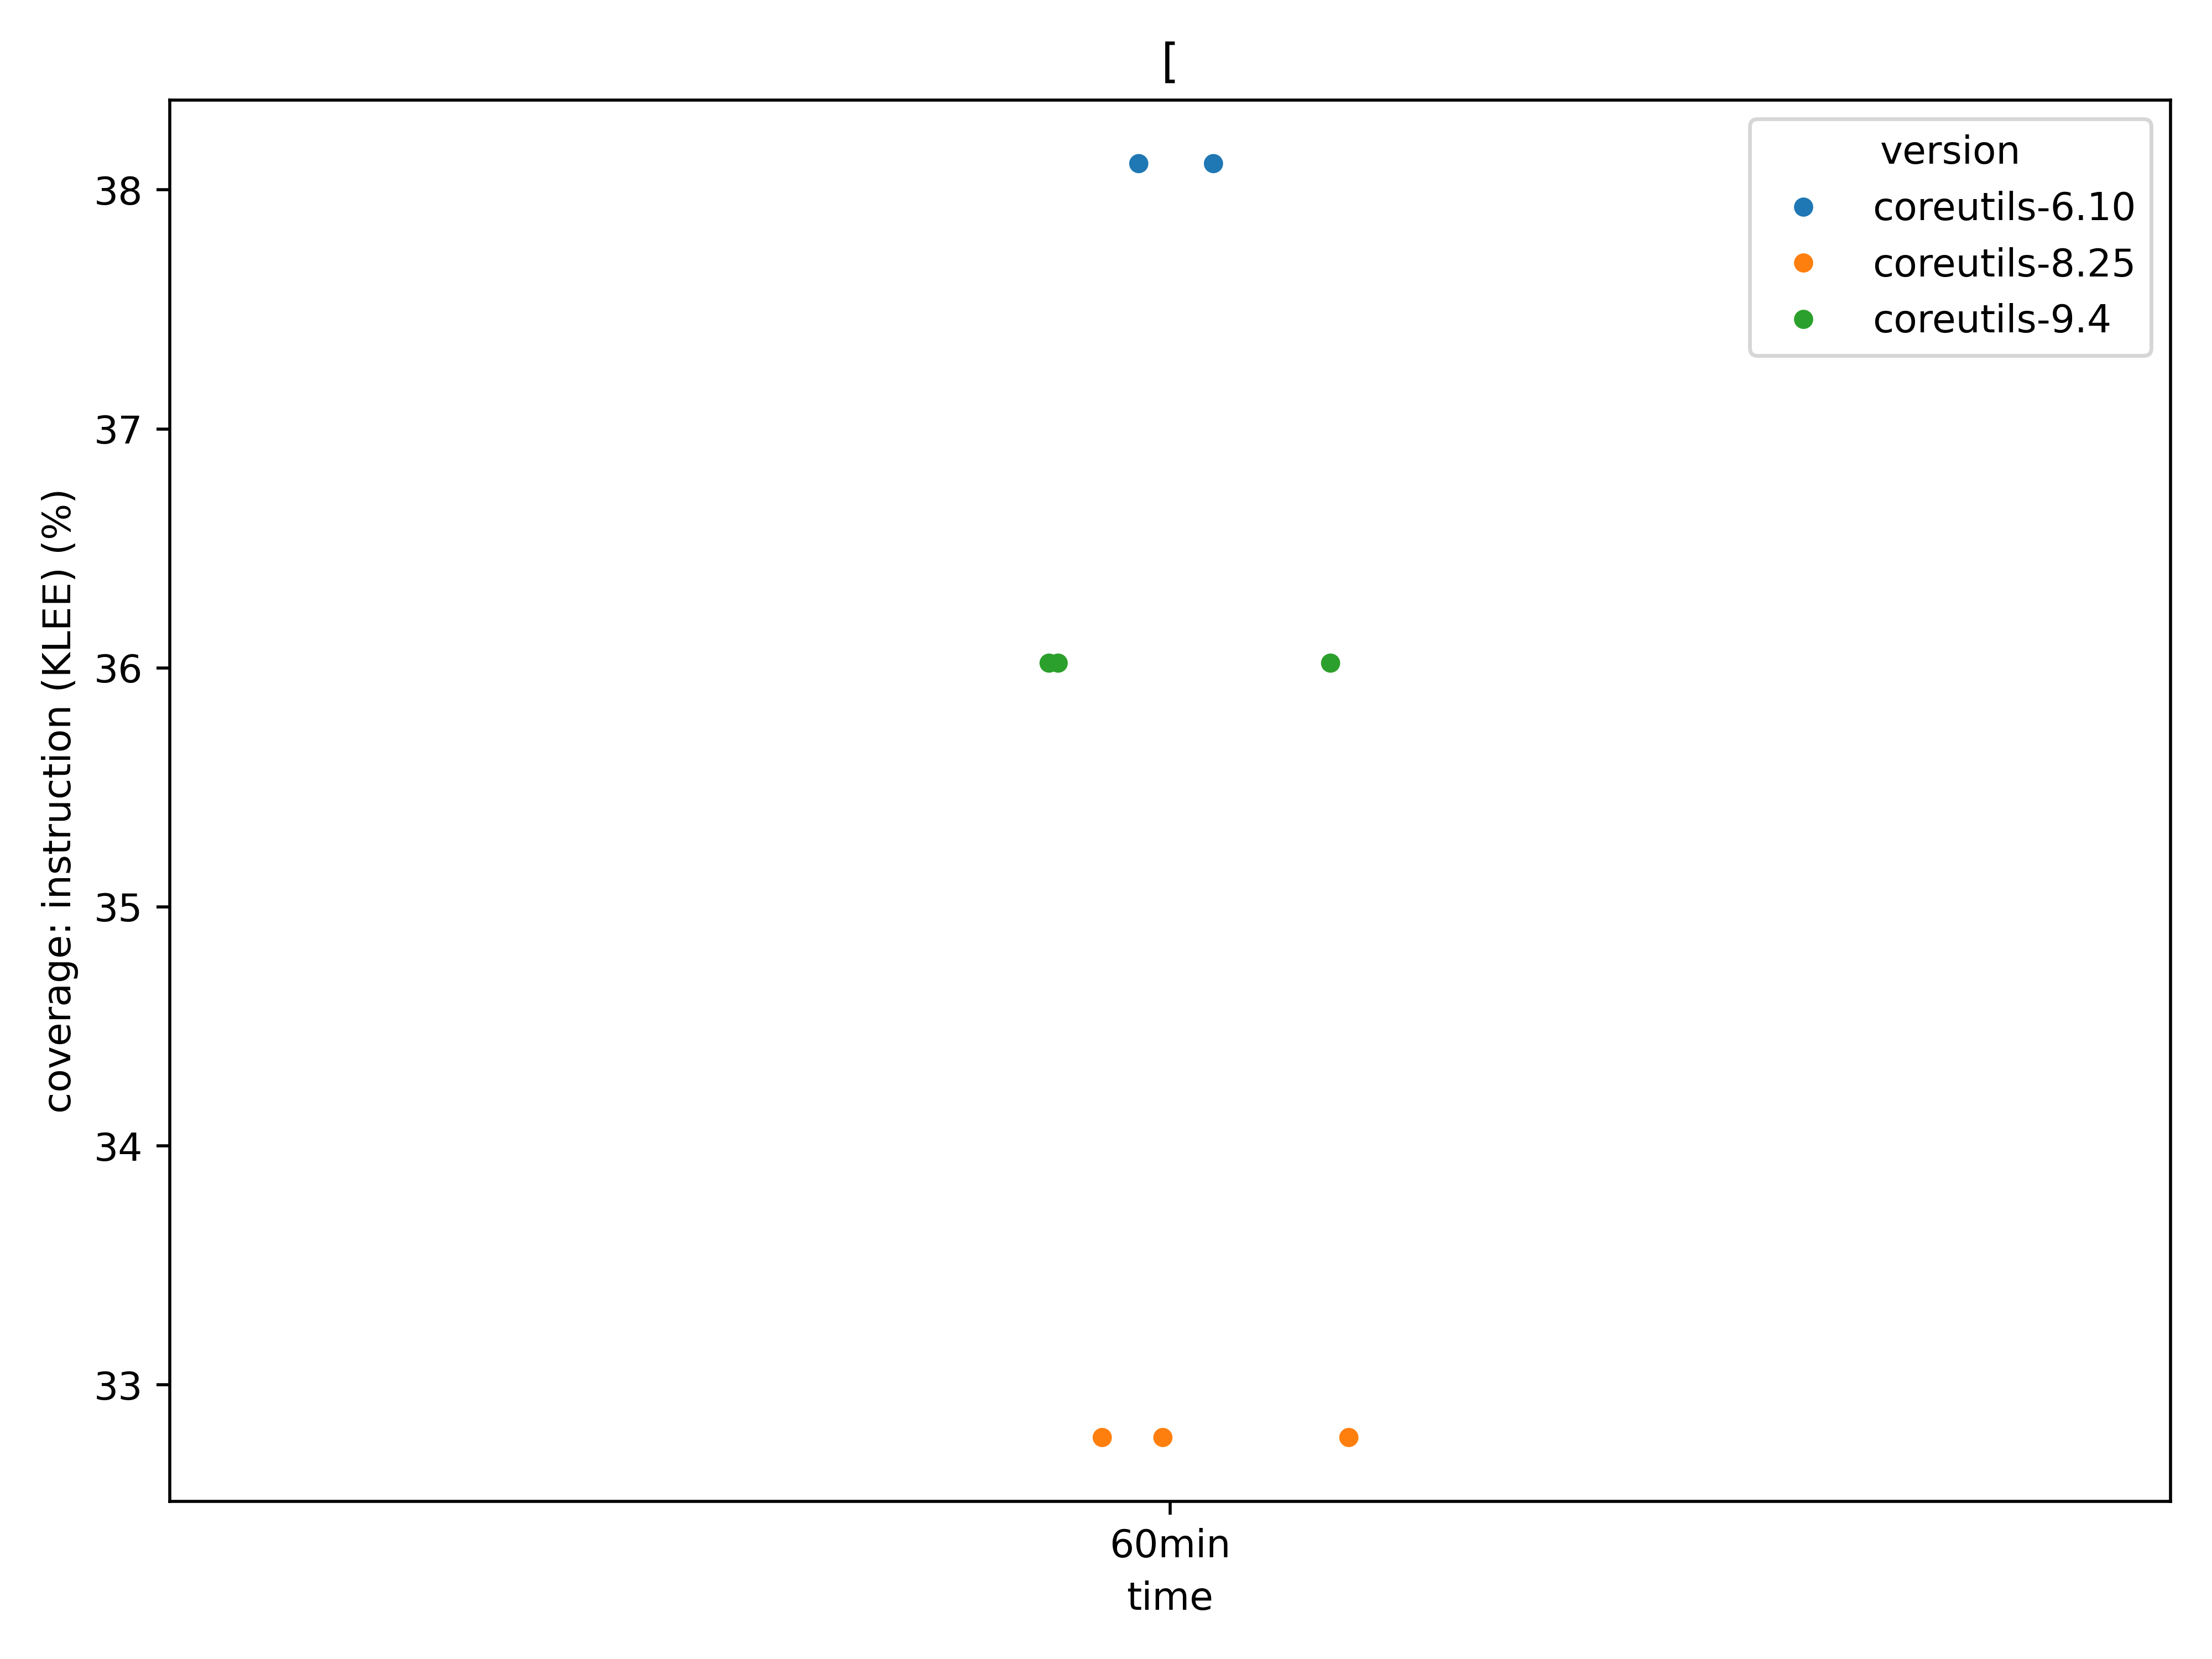 [
version
coreutils-6.10
coreutils-8.25
coreutils-9.4
coverage: instruction (KLEE) (%)
38
37
36
35
34
33
60min
time